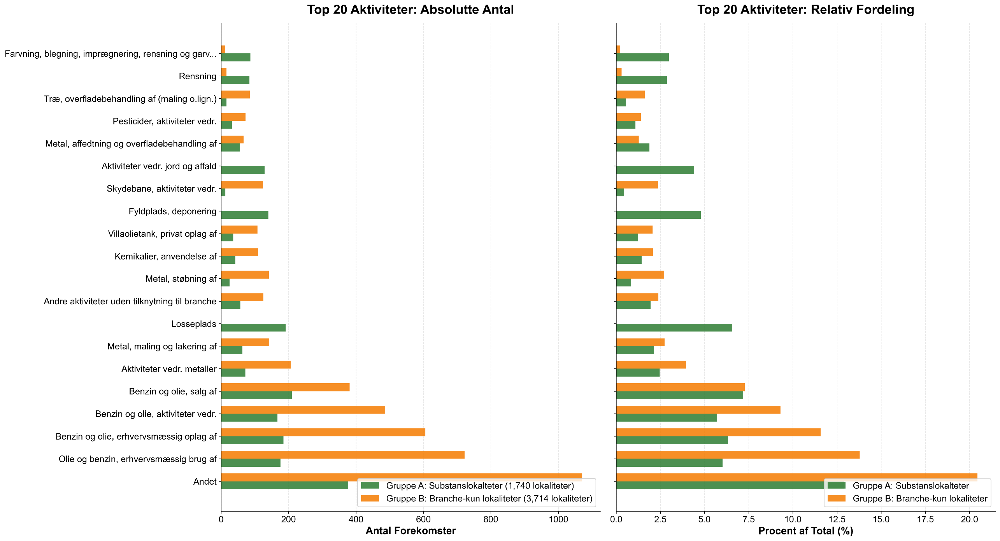 Top 20 Aktiviteter: Absolutte Antal
Farvning, blegning, imprægnering, rensning og garv...
Rensning
Træ, overfladebehandling af (maling o.lign.)
Pesticider, aktiviteter vedr.
Metal, affedtning og overfladebehandling af
Aktiviteter vedr. jord og affald
Skydebane, aktiviteter vedr.
Fyldplads, deponering
Villaolietank, privat oplag af
Kemikalier, anvendelse af
Metal, støbning af
Andre aktiviteter uden tilknytning til branche
Losseplads
Metal, maling og lakering af
Aktiviteter vedr. metaller
Benzin og olie, salg af
Benzin og olie, aktiviteter vedr.
Benzin og olie, erhvervsmæssig oplag af
Olie og benzin, erhvervsmæssig brug af
Andet
Gruppe A: Substanslokalteter (1,740 lokaliteter)
Gruppe B: Branche-kun lokaliteter (3,714 lokaliteter)
0 200 400 600 800 1000
Antal Forekomster
Top 20 Aktiviteter: Relativ Fordeling
Gruppe A: Substanslokalteter
Gruppe B: Branche-kun lokaliteter
0.0 2.5 5.0 7.5 10.0 12.5 15.0 17.5 20.0
Procent af Total (%)